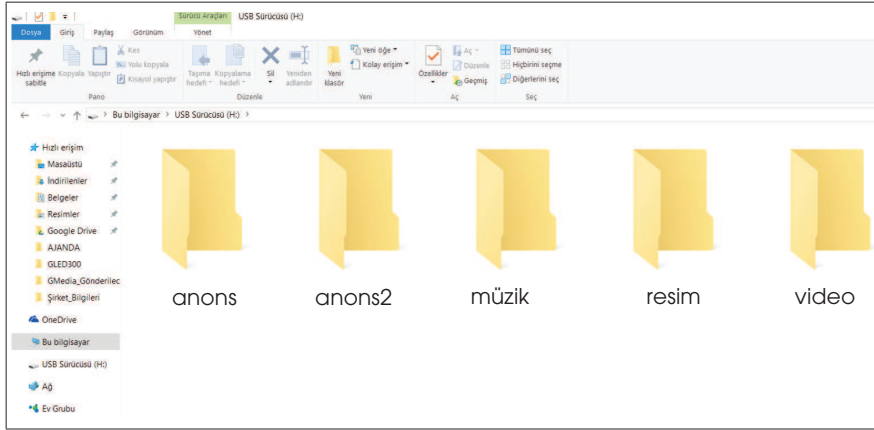 Sürücü Araçları USB Sürücüsü (H:)
Dosya Giriş Paylaş Görünüm Yönet
Hızlı erişime sabitle
Kopyala
Yapıştır
Kes
Yolu kopyala
Kısayol yapıştır
Pano
Taşıma hedefi
Kopyalama hedefi
Sil
Yeniden adlandır
Düzenle
Yeni klasör
Yeni öğe
Kolay erişim
Yeni
Özellikler
Aç
Düzenle
Geçmiş
Aç
Tümünü seç
Hiçbirini seçme
Diğerlerini seç
Seç
Bu bilgisayar > USB Sürücüsü (H:) >
Hızlı erişim
Masaüstü
İndirilenler
Belgeler
Resimler
Google Drive
AJANDA
GLED300
GMedia_Gönderilec
Şirket_Bilgileri
OneDrive
Bu bilgisayar
USB Sürücüsü (H:)
Ağ
Ev Grubu
anons anons2 müzik resim video